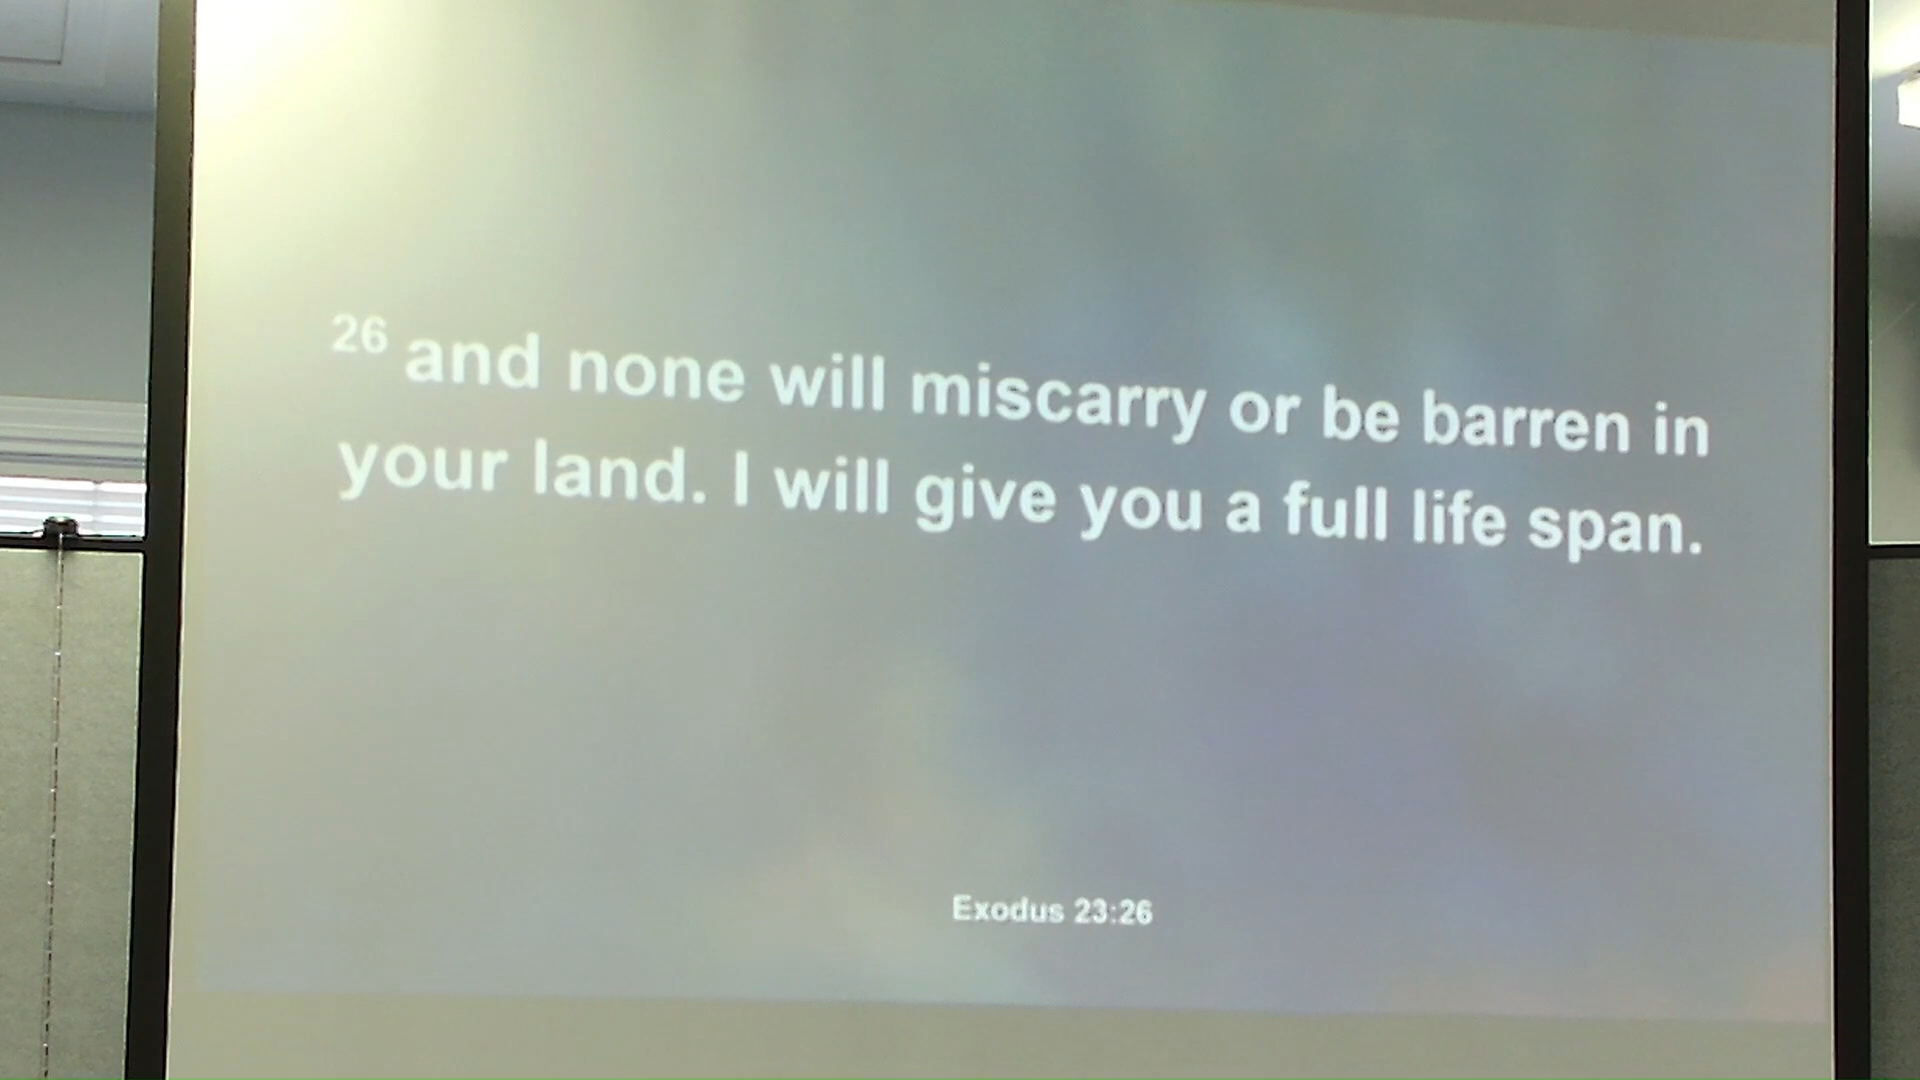 26 and none will miscarry or be barren in
your land. I will give you a full life span.
Exodus 23:26